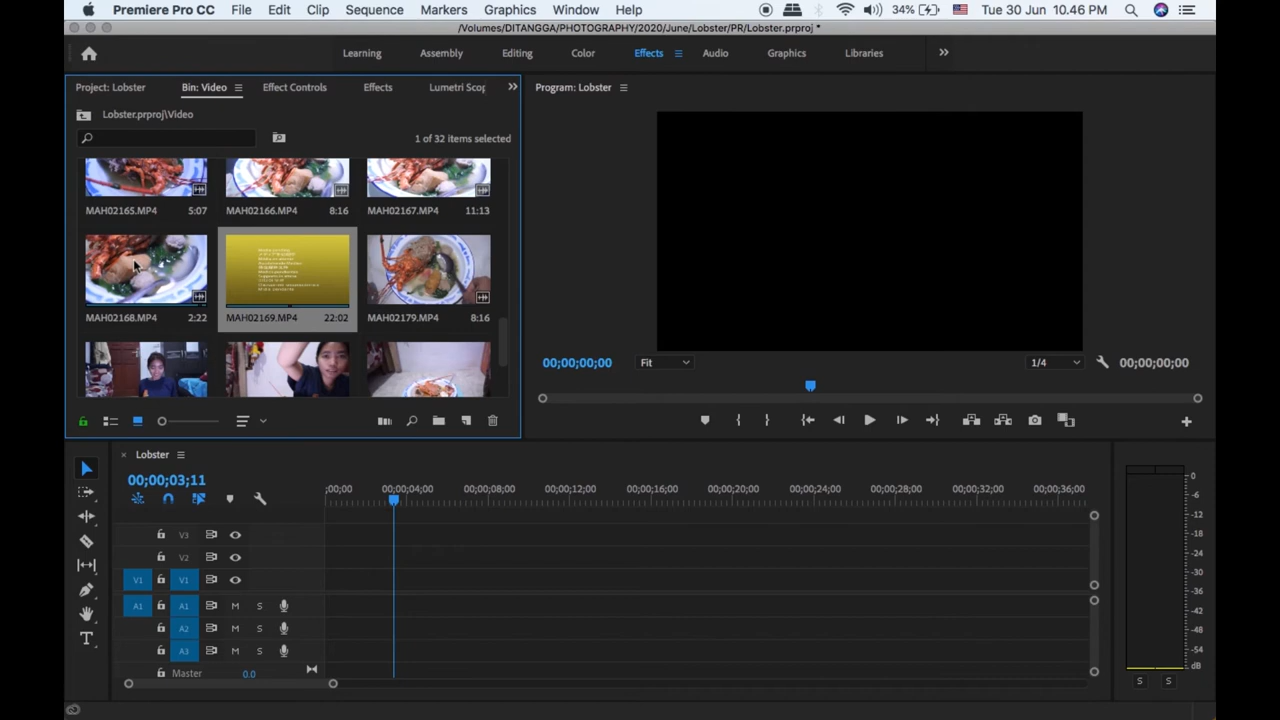 Premiere Pro CC File Edit Clip Sequence Markers Graphics Window Help 34% Tue 30 Jun 10.46 PM
/Volumes/DITANGGA/PHOTOGRAPHY/2020/June/Lobster/PR/Lobster.prproj *
Learning Assembly Editing Color Effects Audio Graphics Libraries
Project: Lobster Bin: Video Effect Controls Effects Lumetri Scop
Program: Lobster
Lobster.prproj\Video
1 of 32 items selected
MAH02165.MP4 5:07 MAH02166.MP4 8:16 MAH02167.MP4 11:13
MAH02168.MP4 2:22 MAH02169.MP4 22:02 MAH02179.MP4 8:16
00;00;00;00 Fit 1/4 00;00;00;00
Lobster
00;00;03;11
;00;00 00;00;04;00 00;00;08;00 00;00;12;00 00;00;16;00 00;00;20;00 00;00;24;00 00;00;28;00 00;00;32;00 00;00;36;00
V3
V2
V1 V1
A1 A1 M S
A2 M S
A3 M S
Master 0.0
0
-6
-12
-18
-24
-30
-36
-42
-48
-54
dB
S S